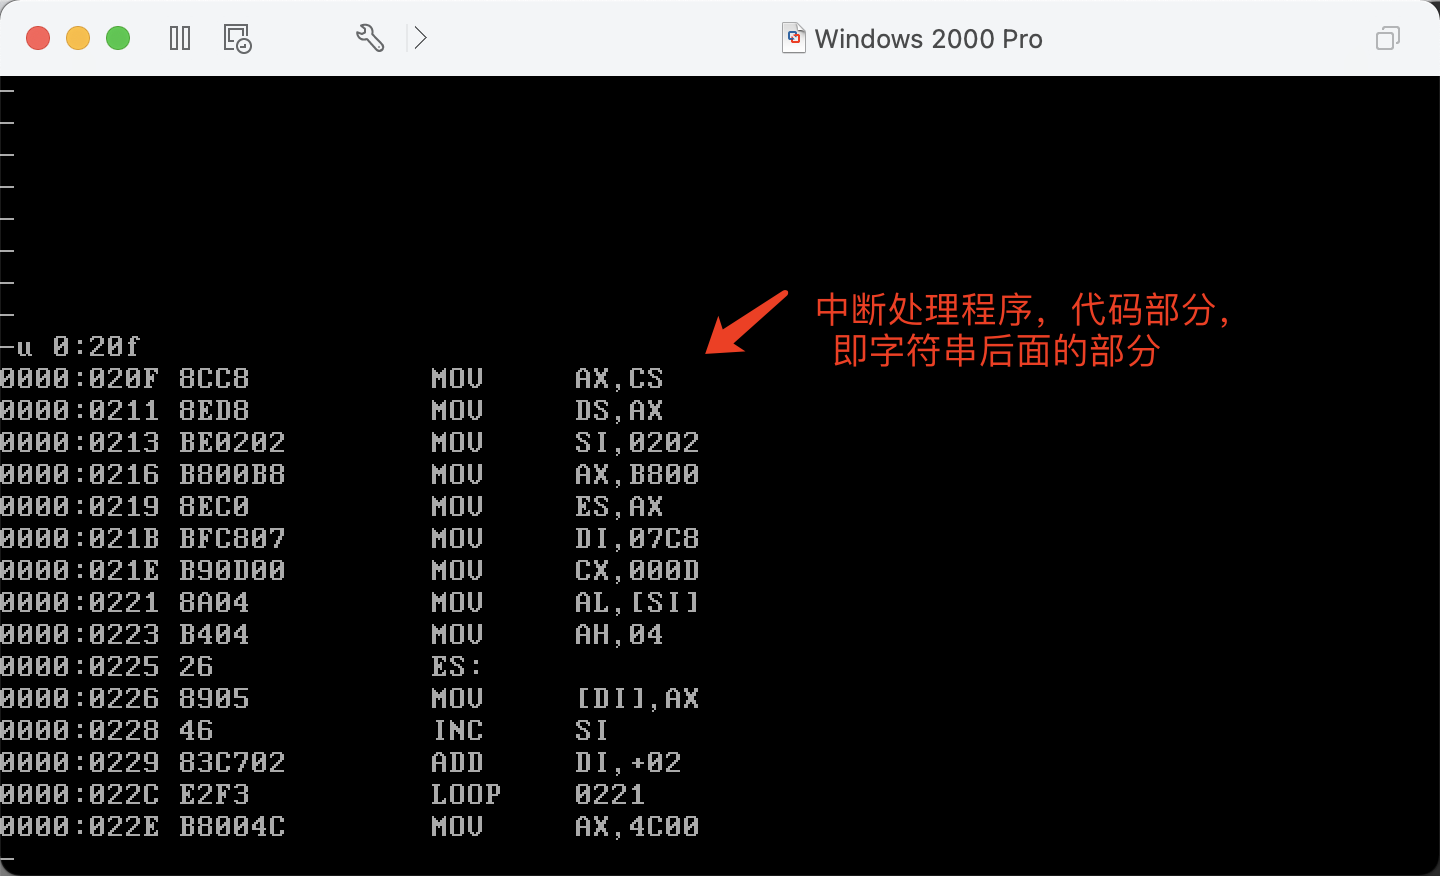 Windows 2000 Pro
-
-
-
-
-
-
-
-
-u 0:20f
中断处理程序，代码部分，
即字符串后面的部分
0000:020F 8CC8 MOV AX,CS
0000:0211 8ED8 MOV DS,AX
0000:0213 BE0202 MOV SI,0202
0000:0216 B800B8 MOV AX,B800
0000:0219 8EC0 MOV ES,AX
0000:021B BFC807 MOV DI,07C8
0000:021E B90D00 MOV CX,000D
0000:0221 8A04 MOV AL,[SI]
0000:0223 B404 MOV AH,04
0000:0225 26 ES:
0000:0226 8905 MOV [DI],AX
0000:0228 46 INC SI
0000:0229 83C702 ADD DI,+02
0000:022C E2F3 LOOP 0221
0000:022E B8004C MOV AX,4C00
-